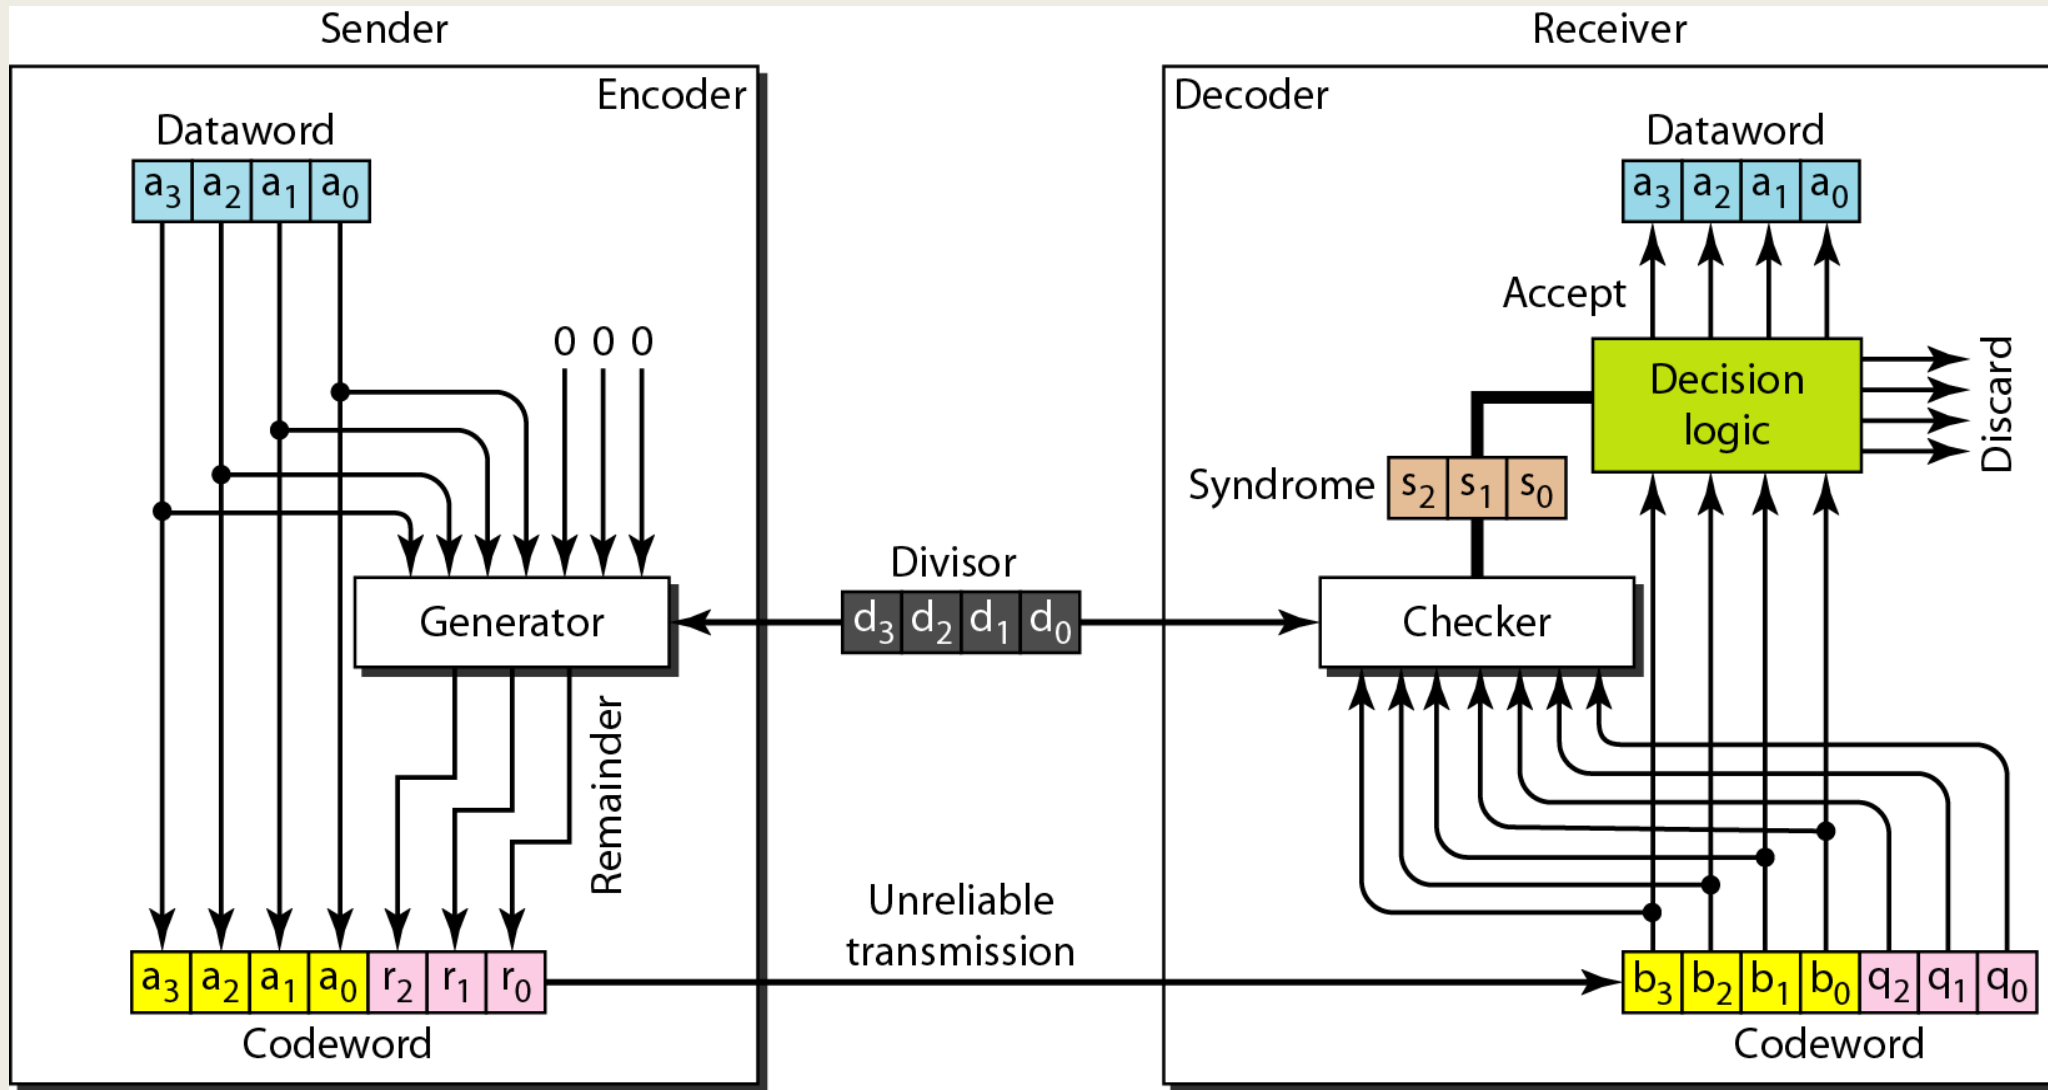 Sender
Encoder
Dataword
a3 a2 a1 a0
0 0 0
Generator
Remainder
a3 a2 a1 a0 r2 r1 r0
Codeword
Divisor
d3 d2 d1 d0
Unreliable
transmission
Receiver
Decoder
Dataword
a3 a2 a1 a0
Accept
Decision
logic
Discard
Syndrome
s2 s1 s0
Checker
b3 b2 b1 b0 q2 q1 q0
Codeword